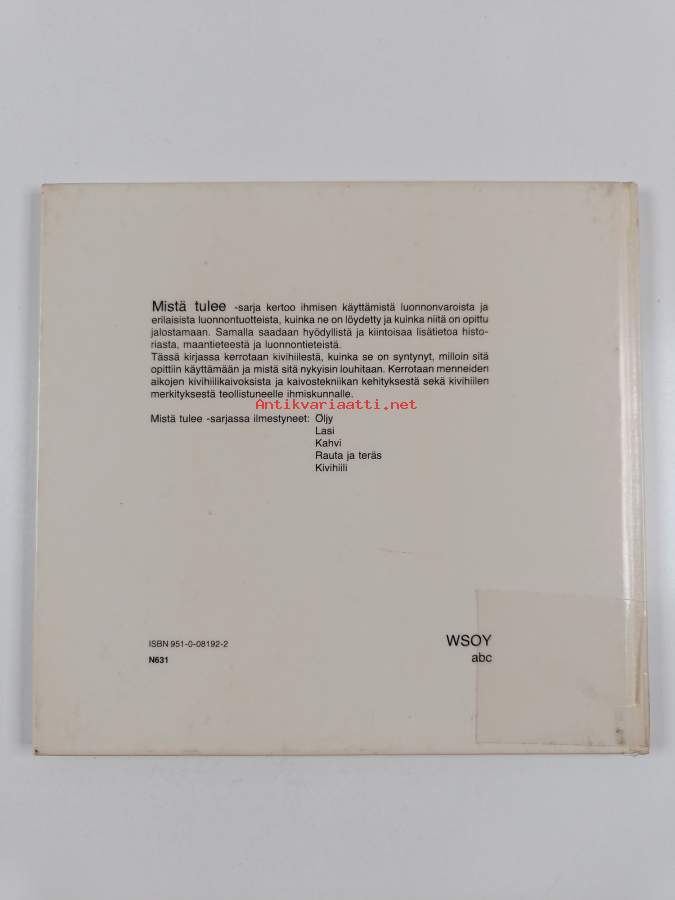 Mistä tulee -sarja kertoo ihmisen käyttämistä luonnonvaroista ja
erilaisista luonnontuotteista, kuinka ne on löydetty ja kuinka niitä on opittu
jalostamaan. Samalla saadaan hyödyllistä ja kiintoisaa lisätietoa histo-
riasta, maantieteestä ja luonnontieteistä.
Tässä kirjassa kerrotaan kivihiilestä, kuinka se on syntynyt, milloin sitä
opittiin käyttämään ja mistä sitä nykyisin louhitaan. Kerrotaan menneiden
aikojen kivihiilikaivoksista ja kaivostekniikan kehityksestä sekä kivihiilen
merkityksestä teollistuneelle ihmiskunnalle.
Antikvariaatti.net
Mistä tulee -sarjassa ilmestyneet: Öljy
Lasi
Kahvi
Rauta ja teräs
Kivihiili
ISBN 951-0-08192-2
WSOY
N631
abc